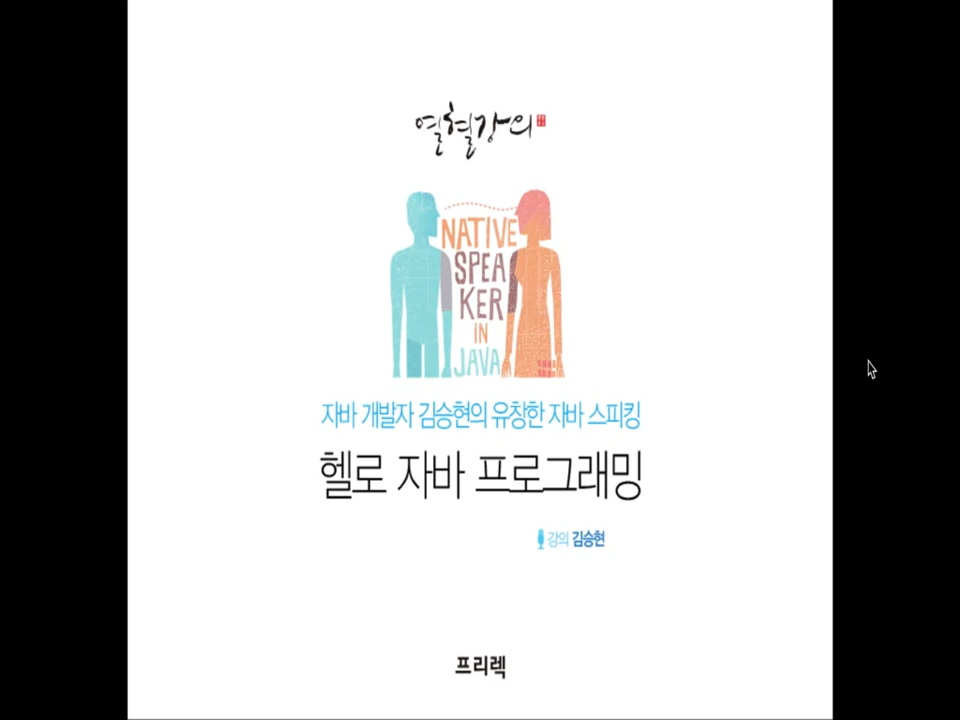 열혈강의
NATIVE
SPEA
KER
IN
JAVA
자바 개발자 김승현의 유창한 자바 스피킹
헬로 자바 프로그래밍
강의 김승현
프리렉